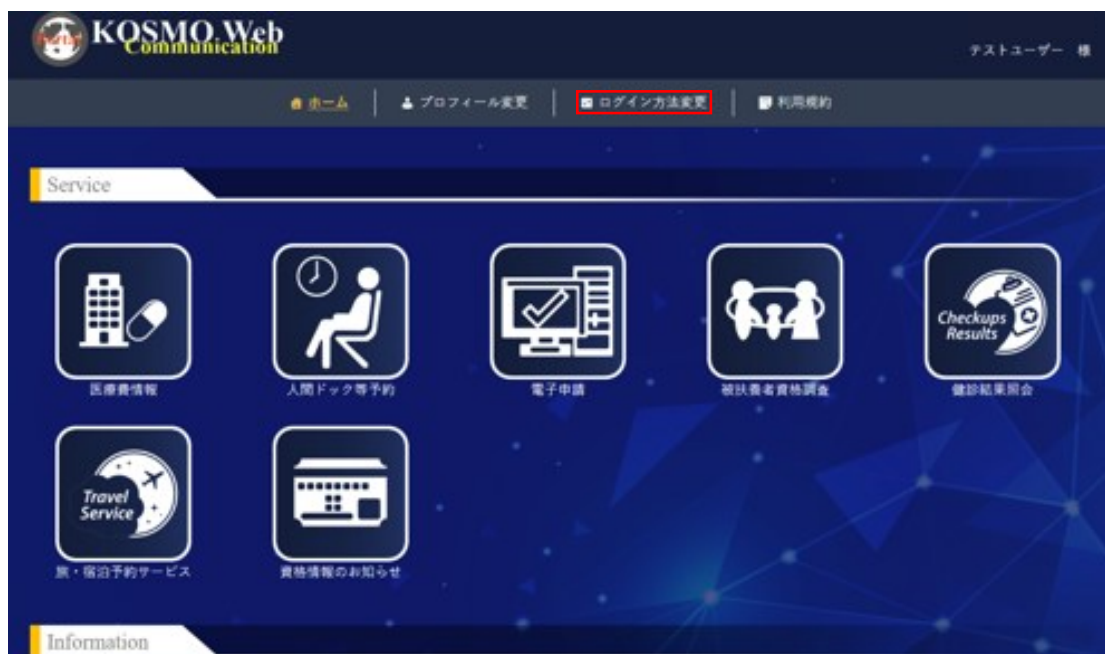 Portal
KOSMO Web
Communication
テストユーザー 様
ホーム
プロフィール変更
ログイン方法変更
利用規約
Service
Checkups
Results
医療費情報
人間ドック等予約
電子申請
被扶養者資格調査
健診結果照会
Travel
Service
旅・宿泊予約サービス
資格情報のお知らせ
Information